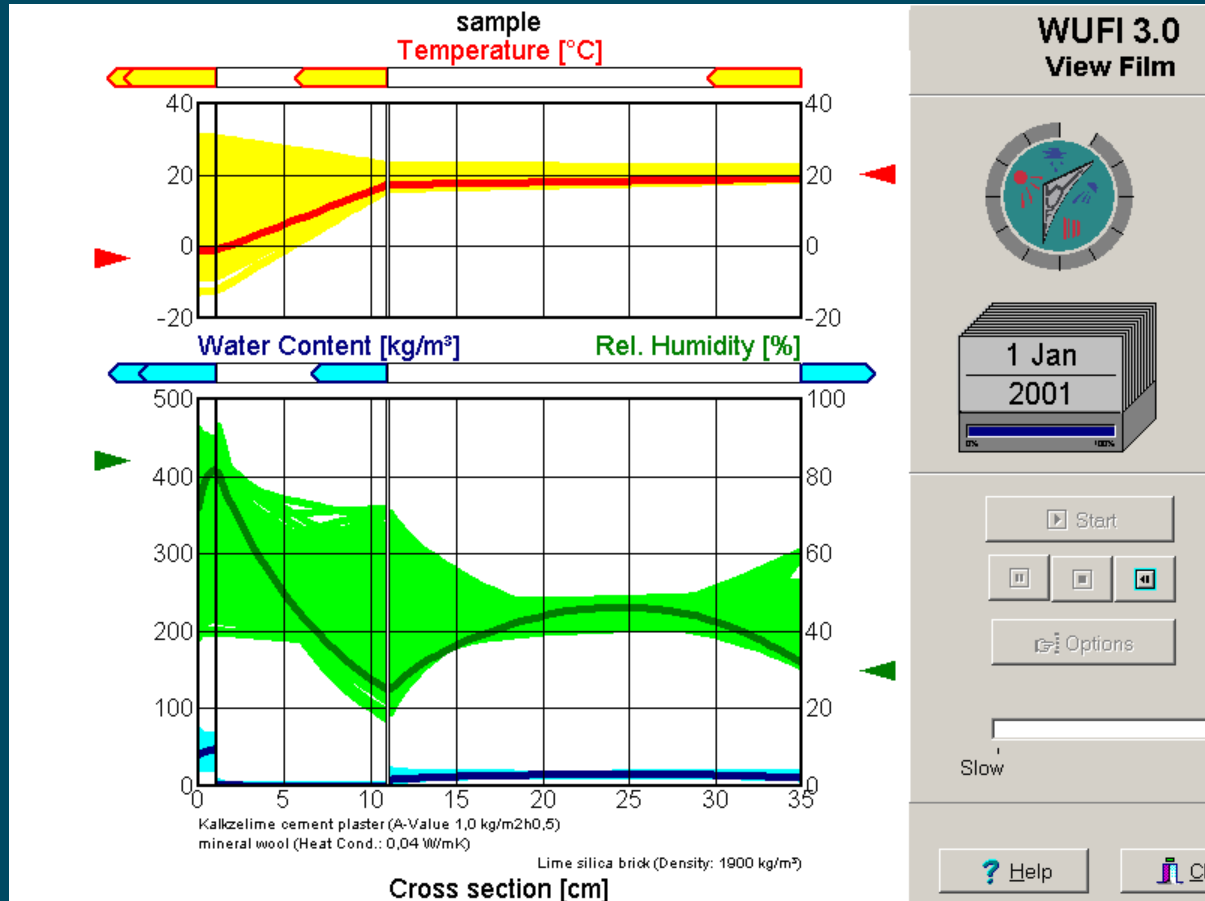 sample
Temperature [°C]
40 40
20 20
0 0
-20 -20
Water Content [kg/m³] Rel. Humidity [%]
500 100
400 80
300 60
200 40
100 20
0 0
0 5 10 15 20 25 30 35
Kalkzelime cement plaster (A-Value 1,0 kg/m2h0,5)
mineral wool (Heat Cond.: 0,04 W/mK)
Lime silica brick (Density: 1900 kg/m³)
Cross section [cm]
WUFI 3.0
View Film
1 Jan
2001
0% 100%
Start
Options
Slow
Help